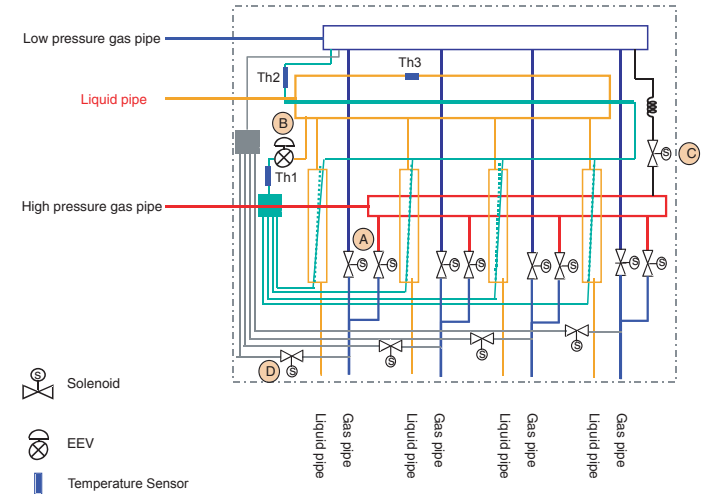 Low pressure gas pipe
Th2
Th3
Liquid pipe
B
Th1
S
C
High pressure gas pipe
A
S
S
S
S
S
S
S
S
S
S
S
D
S
S
Solenoid
EEV
Temperature Sensor
Liquid pipe
Gas pipe
Liquid pipe
Gas pipe
Liquid pipe
Gas pipe
Liquid pipe
Gas pipe